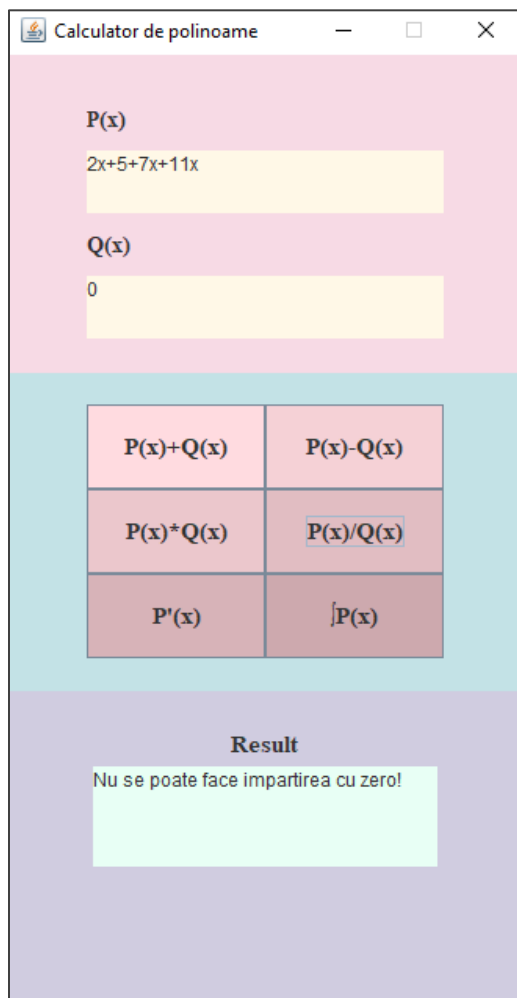 Calculator de polinoame
P(x)
2x+5+7x+11x
Q(x)
0
P(x)+Q(x) P(x)-Q(x)
P(x)*Q(x) P(x)/Q(x)
P'(x) ∫P(x)
Result
Nu se poate face impartirea cu zero!